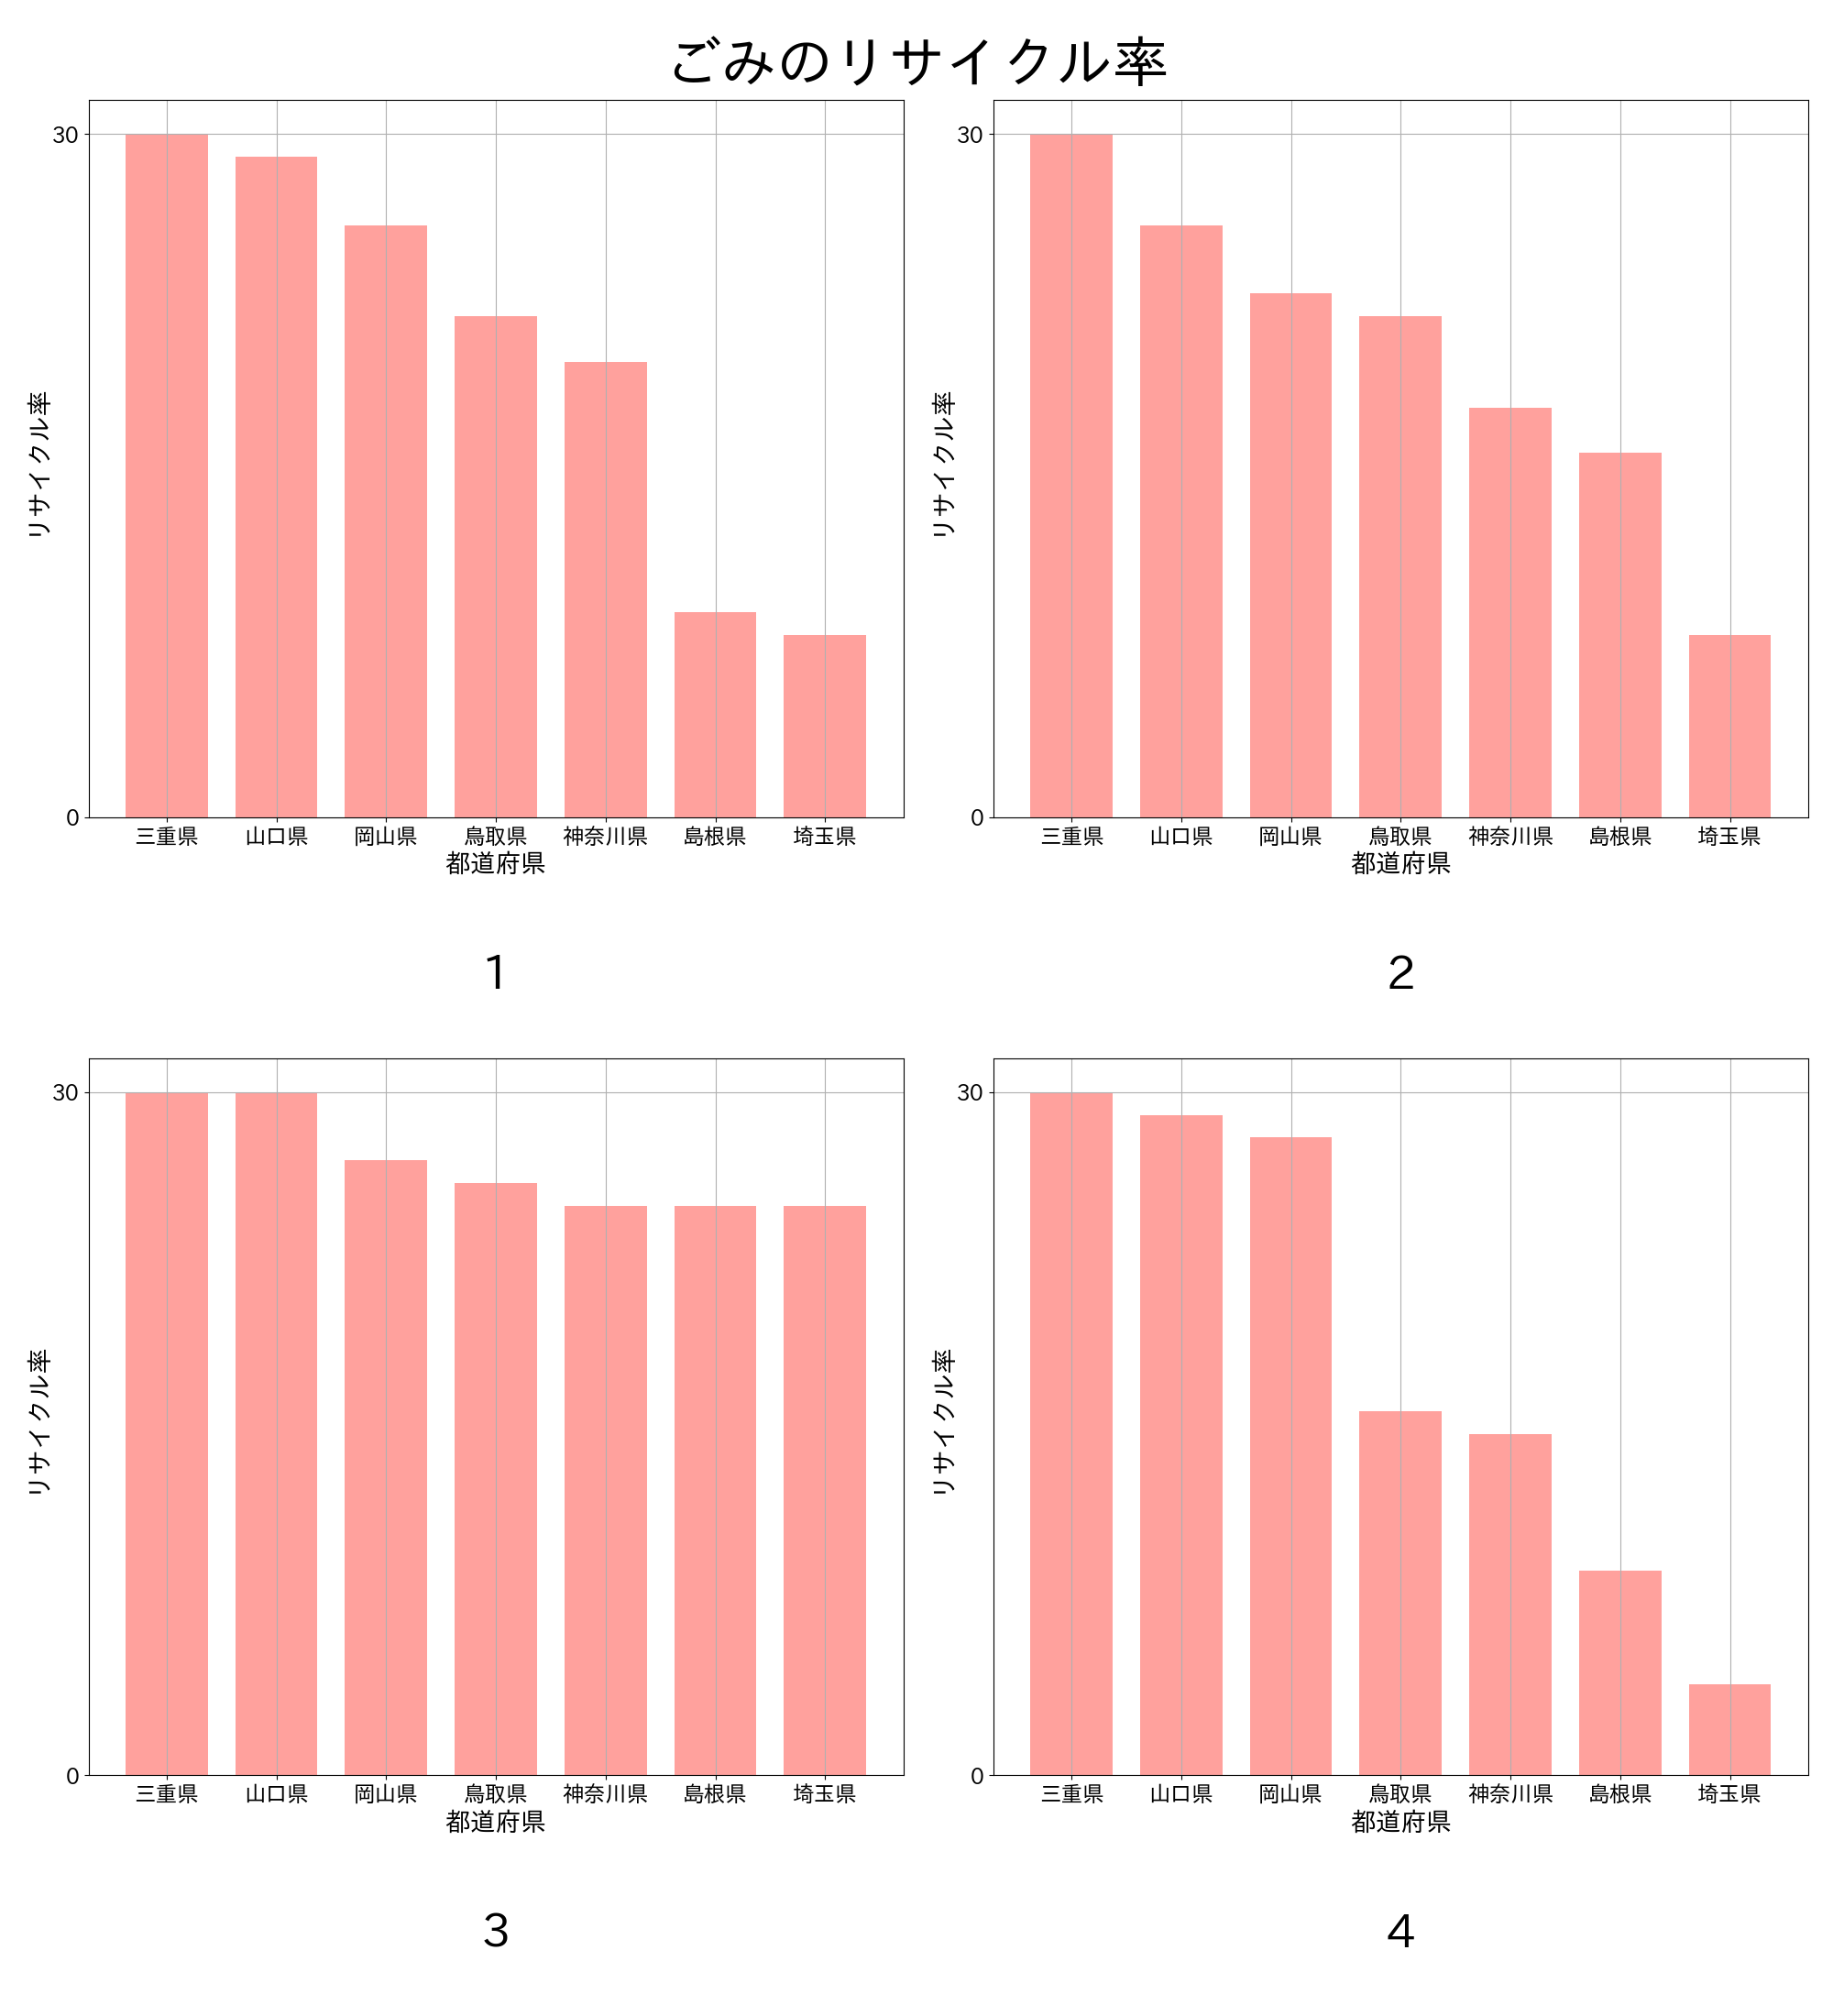 ごみのリサイクル率
30
0
リサイクル率
三重県 山口県 岡山県 鳥取県 神奈川県 島根県 埼玉県
都道府県
1
30
0
リサイクル率
三重県 山口県 岡山県 鳥取県 神奈川県 島根県 埼玉県
都道府県
2
30
0
リサイクル率
三重県 山口県 岡山県 鳥取県 神奈川県 島根県 埼玉県
都道府県
3
30
0
リサイクル率
三重県 山口県 岡山県 鳥取県 神奈川県 島根県 埼玉県
都道府県
4